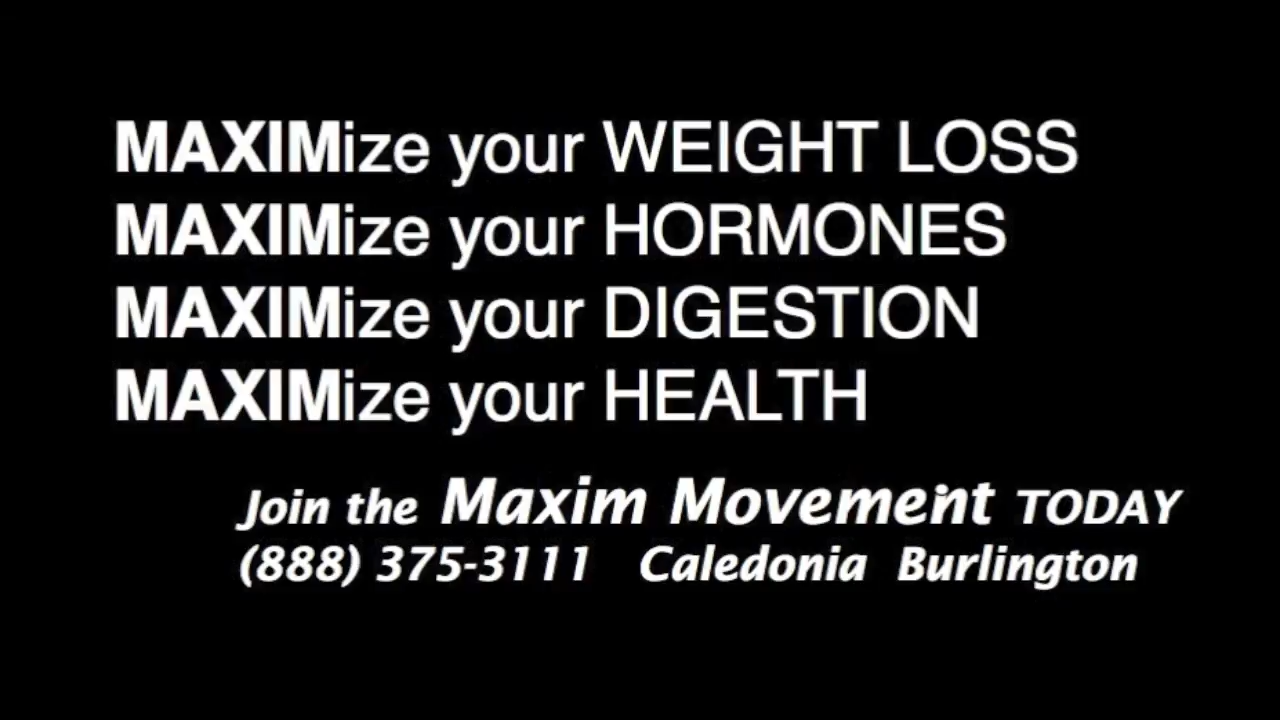 MAXIMize your WEIGHT LOSS
MAXIMize your HORMONES
MAXIMize your DIGESTION
MAXIMize your HEALTH
Join the Maxim Movement TODAY
(888) 375-3111 Caledonia Burlington